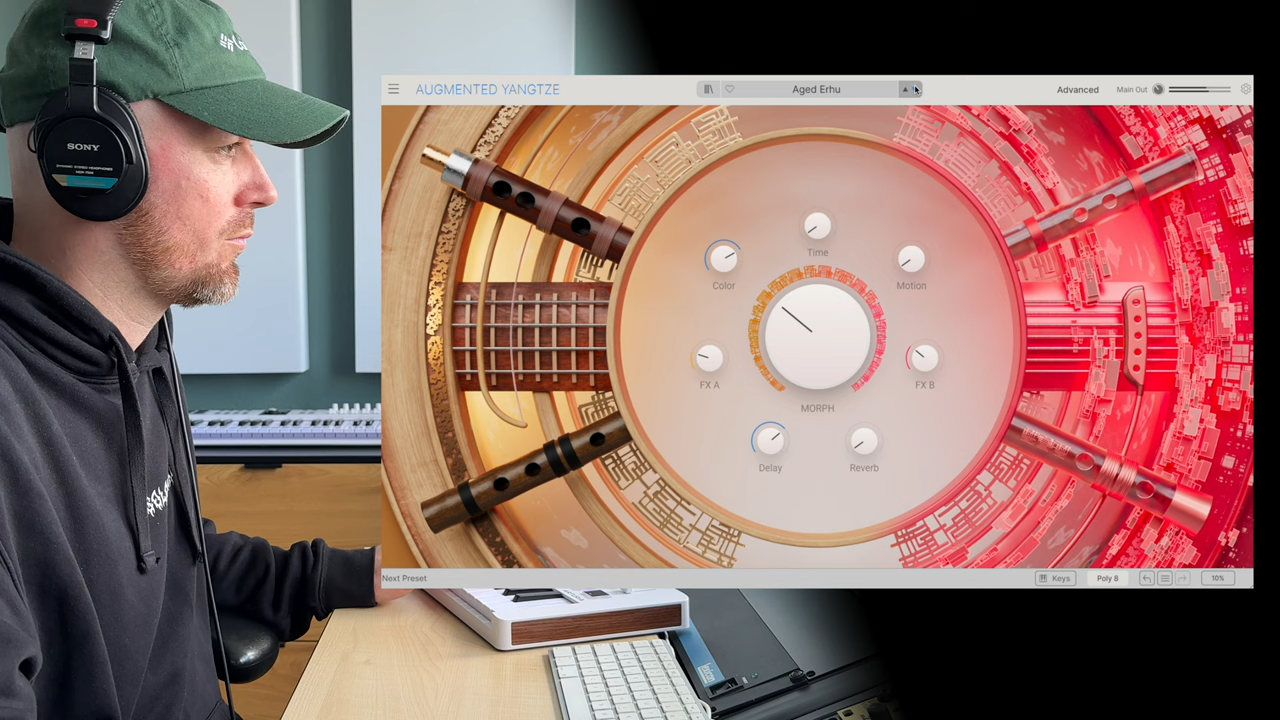 SONY
AUGMENTED YANGTZE
Aged Erhu
Advanced
Main Out
Time
Color
Motion
FX A
FX B
MORPH
Delay
Reverb
Next Preset
Keys
Poly 8
10%